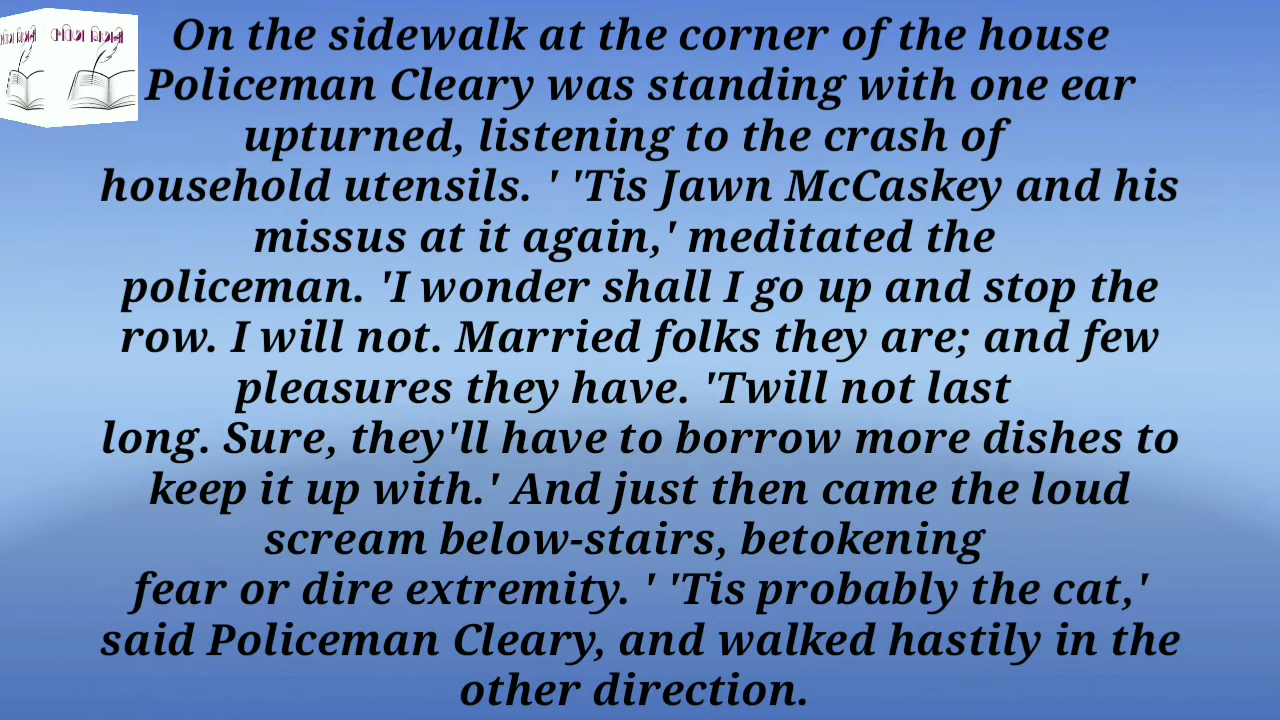 On the sidewalk at the corner of the house
Policeman Cleary was standing with one ear
upturned, listening to the crash of
household utensils. ' 'Tis Jawn McCaskey and his
missus at it again,' meditated the
policeman. 'I wonder shall I go up and stop the
row. I will not. Married folks they are; and few
pleasures they have. 'Twill not last
long. Sure, they'll have to borrow more dishes to
keep it up with.' And just then came the loud
scream below-stairs, betokening
fear or dire extremity. ' 'Tis probably the cat,'
said Policeman Cleary, and walked hastily in the
other direction.